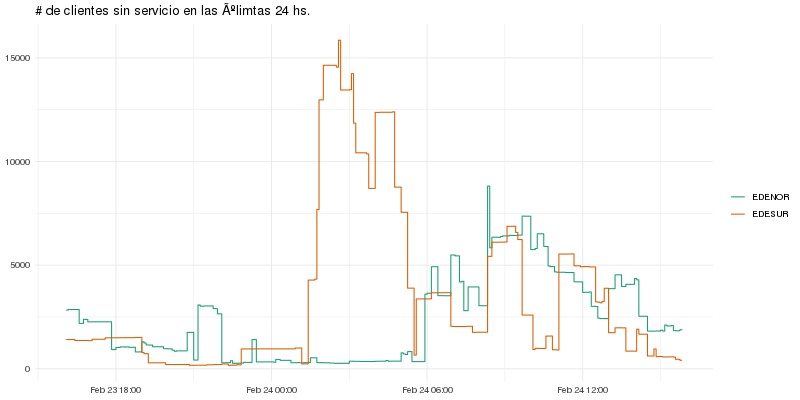 # de clientes sin servicio en las Ãºlimtas 24 hs.
15000
10000
5000
0
Feb 23 18:00
Feb 24 00:00
Feb 24 06:00
Feb 24 12:00
EDENOR
EDESUR